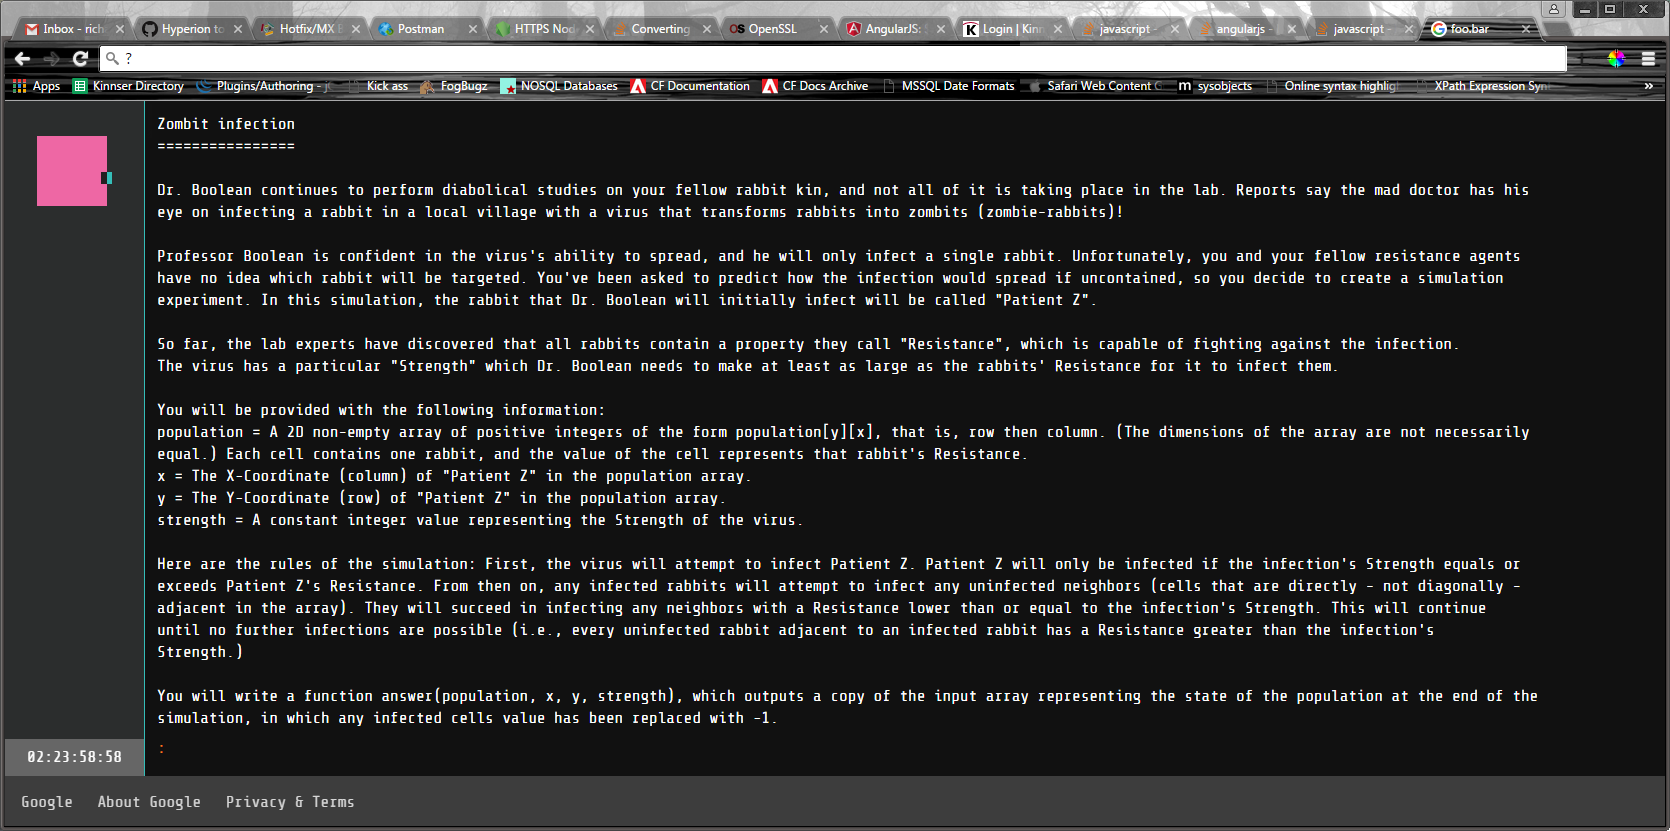 Inbox - rich
Hyperion to
Hotfix/MX
Postman
HTTPS Nod
Converting
OpenSSL
AngularJS:
Login | Kinn
javascript -
angularjs -
javascript -
foo.bar
?
Apps
Kinnser Directory
Plugins/Authoring -
Kick ass
FogBugz
NOSQL Databases
CF Documentation
CF Docs Archive
MSSQL Date Formats
Safari Web Content
m sysobjects
Online syntax highlig
XPath Expression Syn
»
Zombit infection
================
Dr. Boolean continues to perform diabolical studies on your fellow rabbit kin, and not all of it is taking place in the lab. Reports say the mad doctor has his
eye on infecting a rabbit in a local village with a virus that transforms rabbits into zombits (zombie-rabbits)!
Professor Boolean is confident in the virus's ability to spread, and he will only infect a single rabbit. Unfortunately, you and your fellow resistance agents
have no idea which rabbit will be targeted. You've been asked to predict how the infection would spread if uncontained, so you decide to create a simulation
experiment. In this simulation, the rabbit that Dr. Boolean will initially infect will be called "Patient Z".
So far, the lab experts have discovered that all rabbits contain a property they call "Resistance", which is capable of fighting against the infection.
The virus has a particular "Strength" which Dr. Boolean needs to make at least as large as the rabbits' Resistance for it to infect them.
You will be provided with the following information:
population = A 2D non-empty array of positive integers of the form population[y][x], that is, row then column. (The dimensions of the array are not necessarily
equal.) Each cell contains one rabbit, and the value of the cell represents that rabbit's Resistance.
x = The X-Coordinate (column) of "Patient Z" in the population array.
y = The Y-Coordinate (row) of "Patient Z" in the population array.
strength = A constant integer value representing the Strength of the virus.
Here are the rules of the simulation: First, the virus will attempt to infect Patient Z. Patient Z will only be infected if the infection's Strength equals or
exceeds Patient Z's Resistance. From then on, any infected rabbits will attempt to infect any uninfected neighbors (cells that are directly - not diagonally -
adjacent in the array). They will succeed in infecting any neighbors with a Resistance lower than or equal to the infection's Strength. This will continue
until no further infections are possible (i.e., every uninfected rabbit adjacent to an infected rabbit has a Resistance greater than the infection's
Strength.)
You will write a function answer(population, x, y, strength), which outputs a copy of the input array representing the state of the population at the end of the
simulation, in which any infected cells value has been replaced with -1.
:
02:23:58:58
Google About Google Privacy & Terms